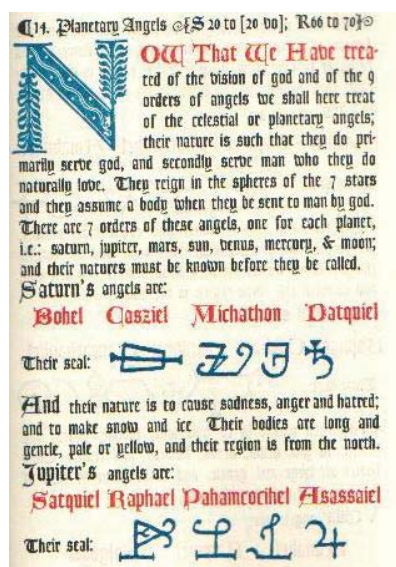 ¶14. Planetary Angels {S 20 to [20 vo]; R66 to 70}
NOW That We Have trea-
ted of the vision of god and of the 9
orders of angels we shall here treat
of the celestial or planetary angels;
their nature is such that they do pri-
marily serve god, and secondly serve man who they do
naturally love. They reign in the spheres of the 7 stars
and they assume a body when they be sent to man by god.
There are 7 orders of these angels, one for each planet,
i.e.: saturn, jupiter, mars, sun, venus, mercury, & moon;
and their natures must be known before they be called.
Saturn's angels are:
Bohel Casziel Michathon Datquiel
Their seal:
And their nature is to cause sadness, anger and hatred;
and to make snow and ice Their bodies are long and
gentle, pale or yellow, and their region is from the north.
Jupiter's angels are:
Satquiel Raphael Pahamcocihel Asassaiel
Their seal: